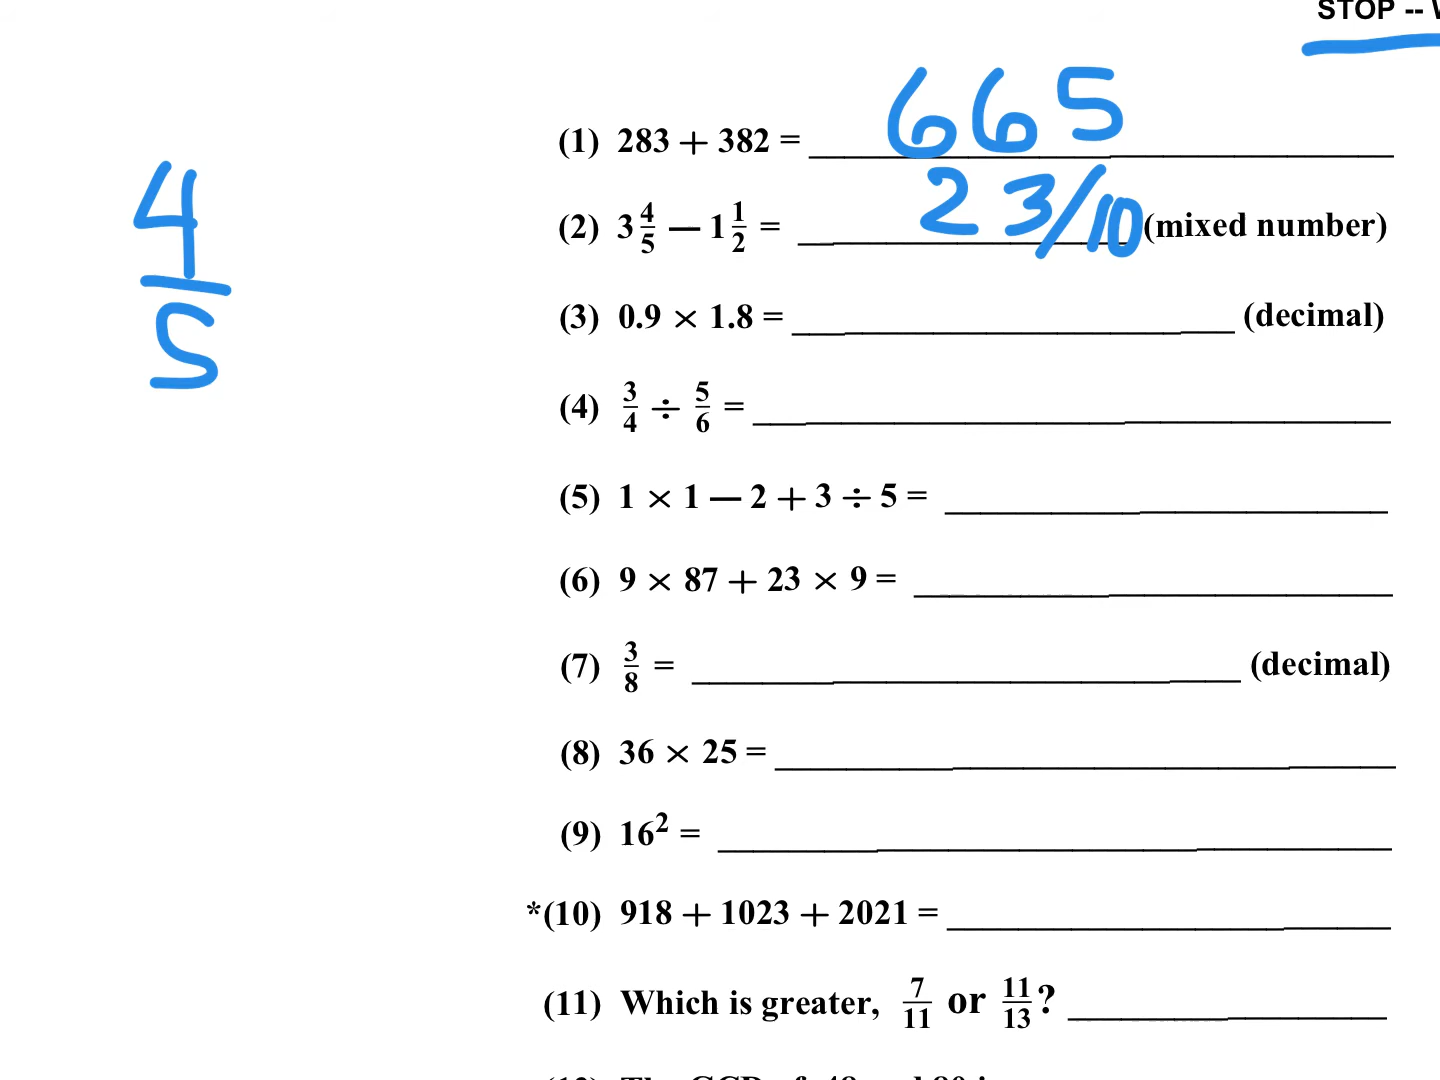 STOP --
(1) 283 + 382 = 665
(2) 3 4/5 — 1 1/2 = 2 3/10 (mixed number)
4/5
(3) 0.9 × 1.8 = (decimal)
(4) 3/4 ÷ 5/6 =
(5) 1 × 1 — 2 + 3 ÷ 5 =
(6) 9 × 87 + 23 × 9 =
(7) 3/8 = (decimal)
(8) 36 × 25 =
(9) 16² =
*(10) 918 + 1023 + 2021 =
(11) Which is greater, 7/11 or 11/13?